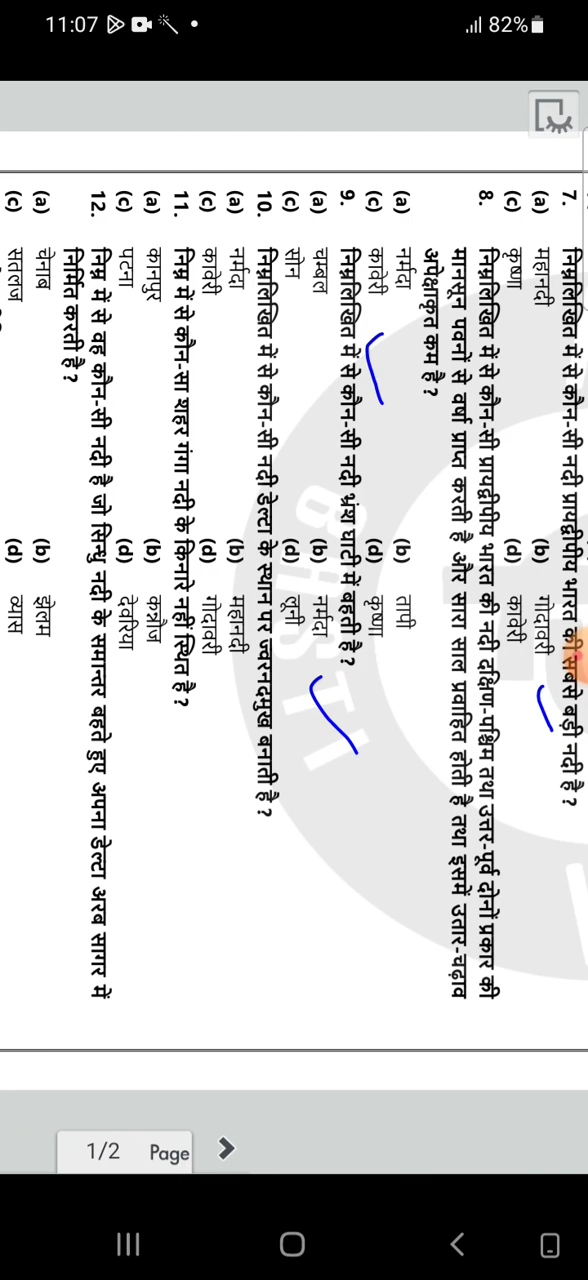 11:07
82%
7. निम्नलिखित में से कौन-सी नदी प्रायद्वीपीय भारत की सबसे बड़ी नदी है?
(a) महानदी (b) गोदावरी
(c) कृष्णा (d) कावेरी
8. निम्नलिखित में से कौन-सी प्रायद्वीपीय भारत की नदी दक्षिण-पश्चिम तथा उत्तर-पूर्व दोनों प्रकार की
मानसून पवनों से वर्षा प्राप्त करती है और सारा साल प्रवाहित होती है तथा इसमें उतार-चढ़ाव
अपेक्षाकृत कम है?
(a) नर्मदा (b) तापी
(c) कावेरी (d) कृष्णा
9. निम्नलिखित में से कौन-सी नदी भ्रंश घाटी में बहती है?
(a) चम्बल (b) नर्मदा
(c) सोन (d) लूनी
10. निम्नलिखित में से कौन-सी नदी डेल्टा के स्थान पर ज्वारनदमुख बनाती है?
(a) नर्मदा (b) महानदी
(c) कावेरी (d) गोदावरी
11. निम्न में से कौन-सा शहर गंगा नदी के किनारे नहीं स्थित है?
(a) कानपुर (b) कन्नौज
(c) पटना (d) देवरिया
12. निम्न में से वह कौन-सी नदी है जो सिन्धु नदी के समान्तर बहते हुए अपना डेल्टा अरब सागर में
निर्मित करती है?
(a) चेनाब (b) झेलम
(c) सतलज (d) व्यास
1/2 Page